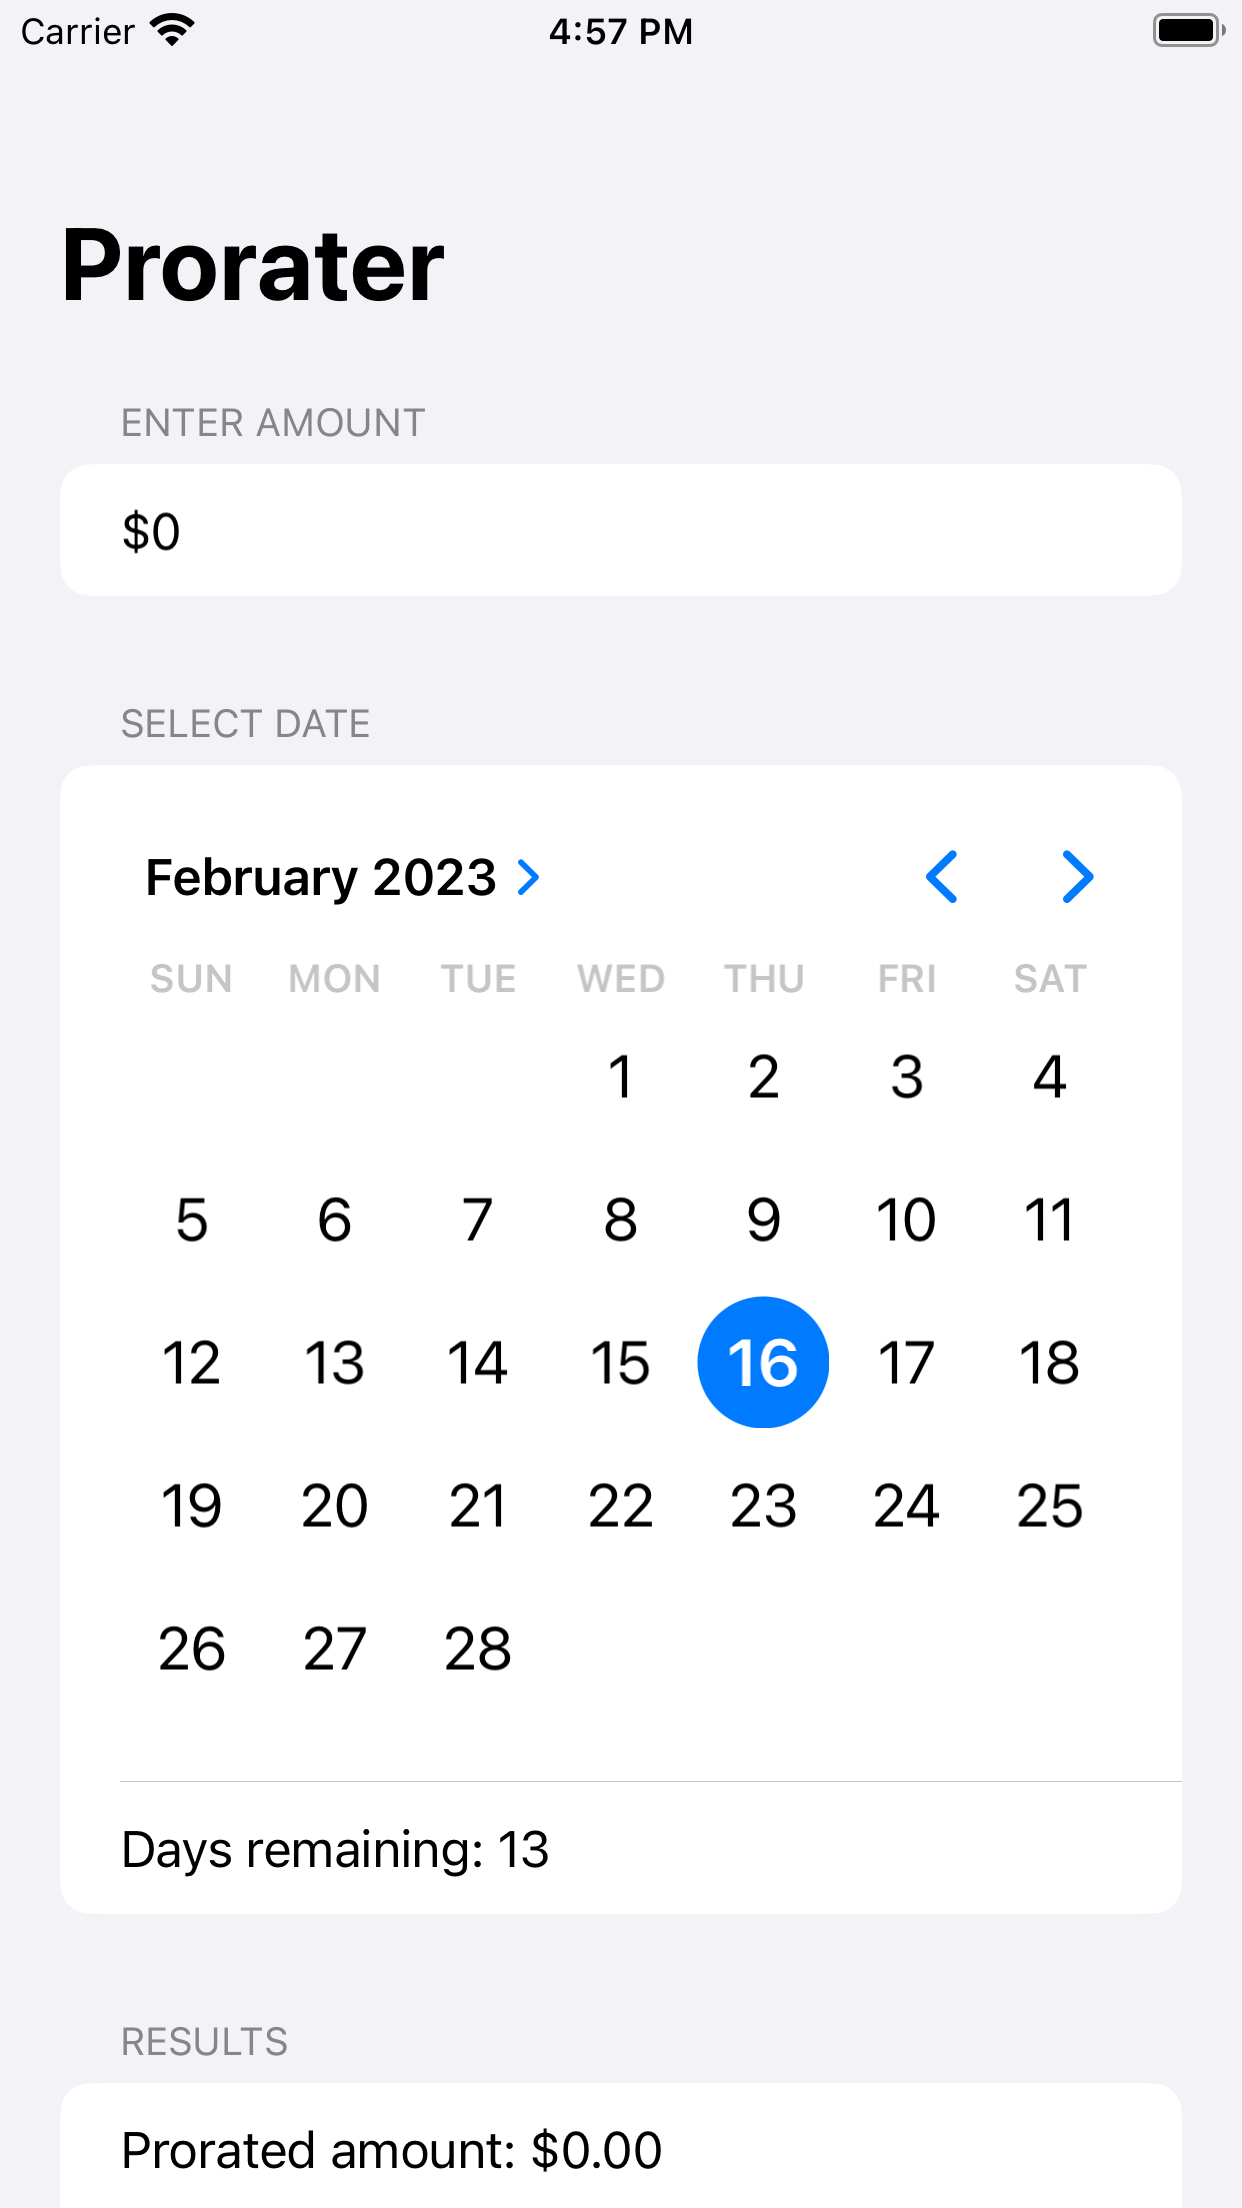 Carrier 4:57 PM
Prorater
ENTER AMOUNT
$0
SELECT DATE
February 2023
SUN MON TUE WED THU FRI SAT
1 2 3 4
5 6 7 8 9 10 11
12 13 14 15 16 17 18
19 20 21 22 23 24 25
26 27 28
Days remaining: 13
RESULTS
Prorated amount: $0.00